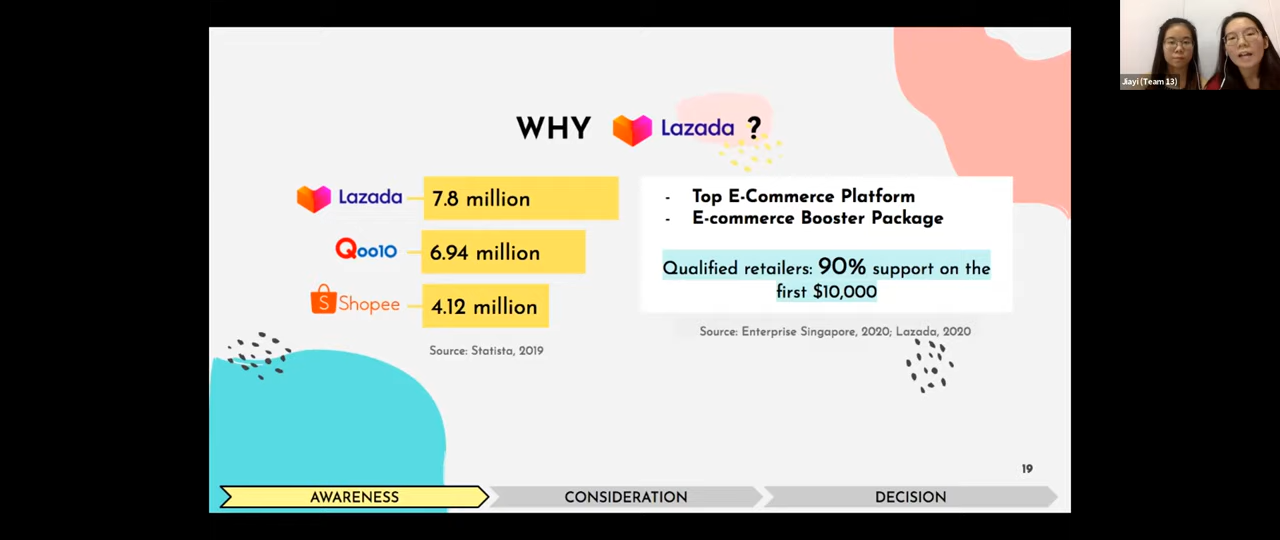 WHY Lazada ?
Lazada 7.8 million
Qoo10 6.94 million
S Shopee 4.12 million
Source: Statista, 2019
- Top E-Commerce Platform
- E-commerce Booster Package
Qualified retailers: 90% support on the
first $10,000
Source: Enterprise Singapore, 2020; Lazada, 2020
19
AWARENESS CONSIDERATION DECISION
Jiayi (Team 13)